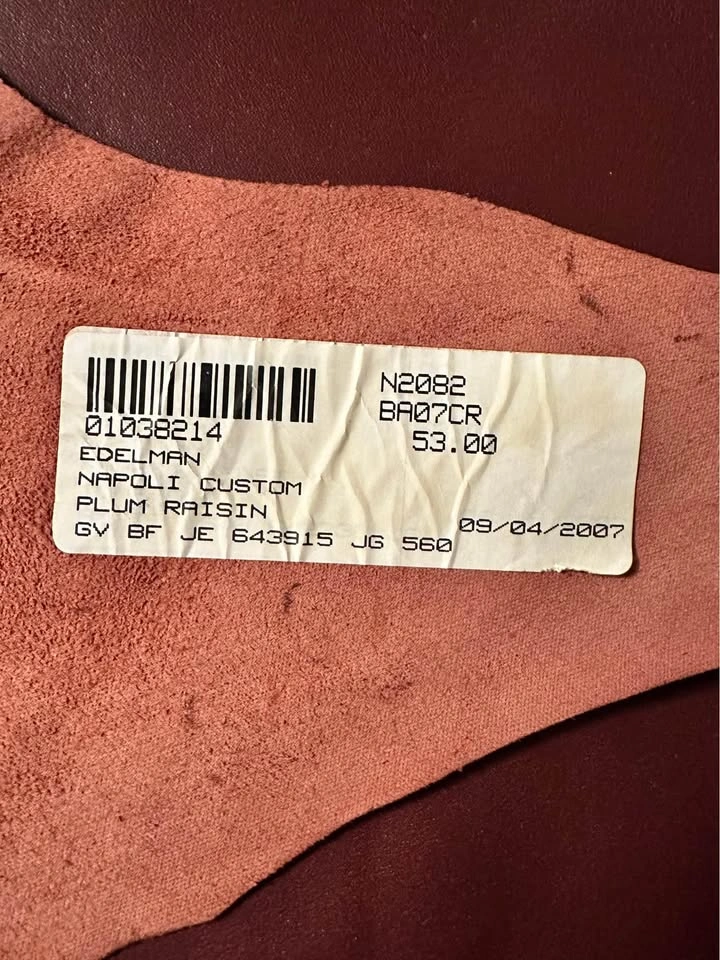 01038214
EDELMAN
NAPOLI CUSTOM
PLUM RAISIN
GV BF JE 643915 JG 560
N2082
BA07CR
53.00
09/04/2007